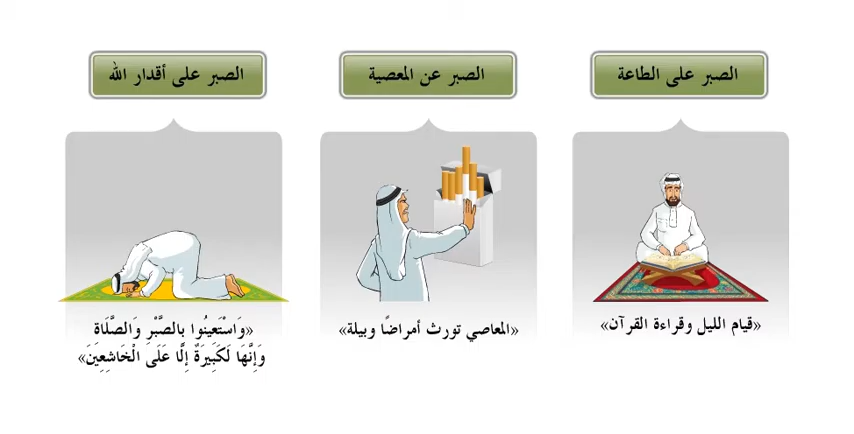 الصبر على الطاعة
الصبر عن المعصية
الصبر على أقدار الله
«قيام الليل وقراءة القرآن»
«المعاصي تورث أمراضًا وبيلة»
«وَاسْتَعِينُوا بِالصَّبْرِ وَالصَّلَاةِ
وَإِنَّهَا لَكَبِيرَةٌ إِلَّا عَلَى الْخَاشِعِينَ»